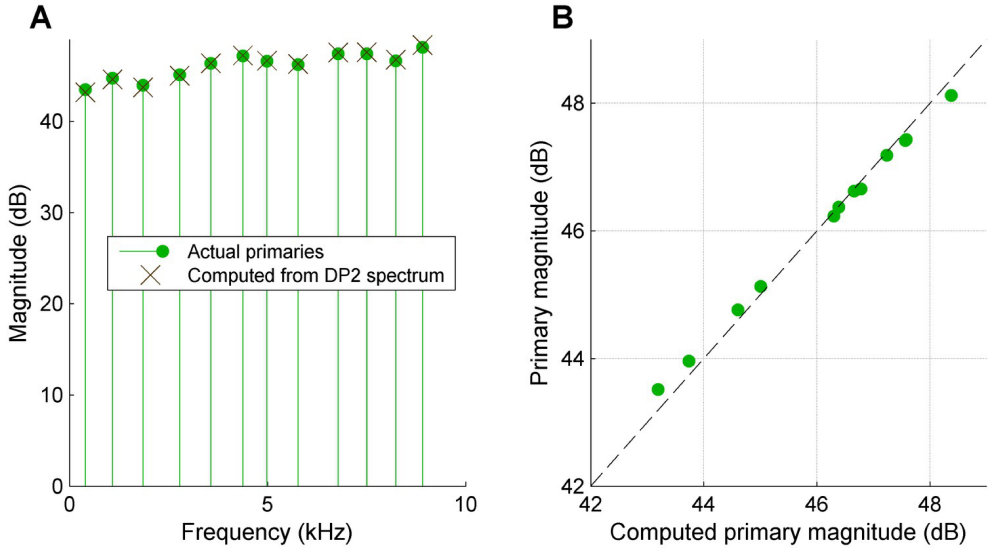 A
Magnitude (dB)
40
30
20
10
0
Actual primaries
Computed from DP2 spectrum
0 5 10
Frequency (kHz)
B
Primary magnitude (dB)
48
46
44
42
42 44 46 48
Computed primary magnitude (dB)